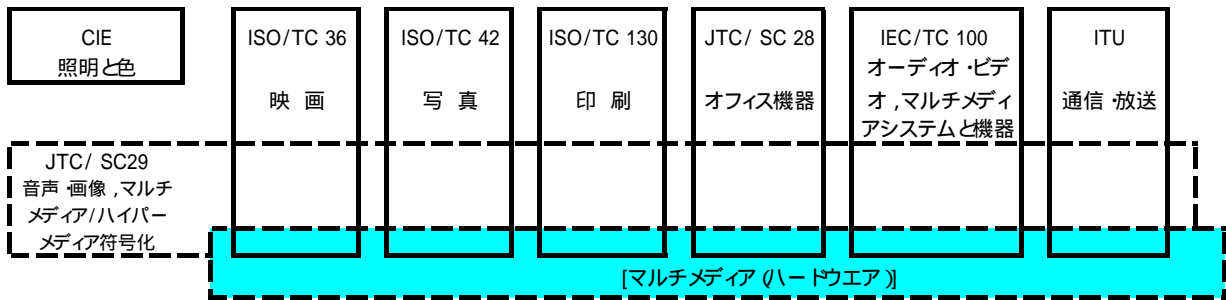 CIE
照明と色
ISO/TC 36
映 画
ISO/TC 42
写 真
ISO/TC 130
印 刷
JTC/ SC 28
オフィス機器
IEC/TC 100
オーディオ・ビデ
オ ,マルチメディ
アシステムと機器
ITU
通信・放送
JTC/ SC29
音声・画像 ,マルチ
メディア/ハイパー
メディア符号化
[マルチメディア (ハードウエア )]